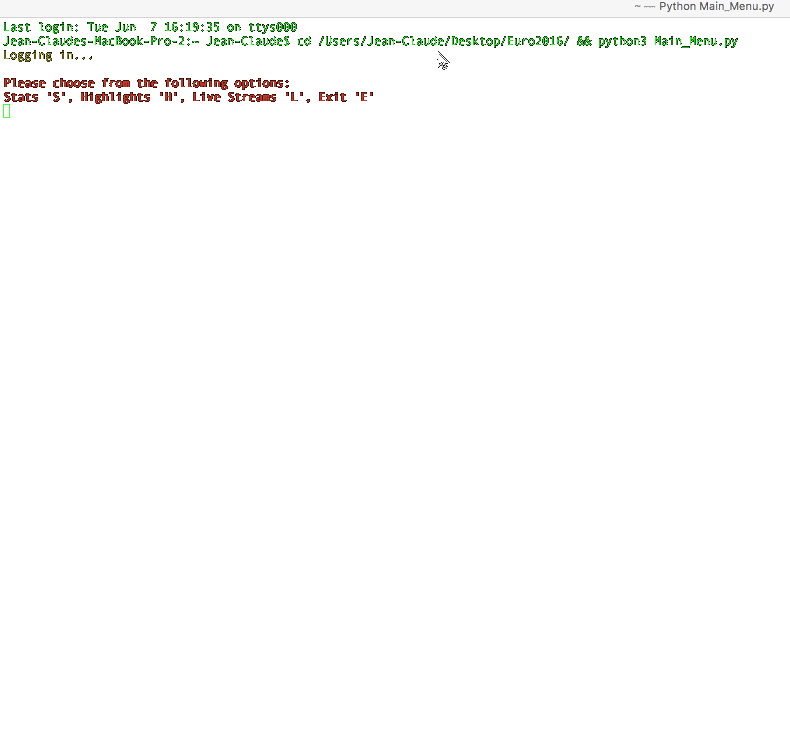 ~ — Python Main_Menu.py
Last login: Tue Jun  7 16:19:35 on ttys000
Jean-Claudes-MacBook-Pro-2:~ Jean-Claude$ cd /Users/Jean-Claude/Desktop/Euro2016/ && python3 Main_Menu.py
Logging in...
Please choose from the following options:
Stats 'S', Highlights 'H', Live Streams 'L', Exit 'E'